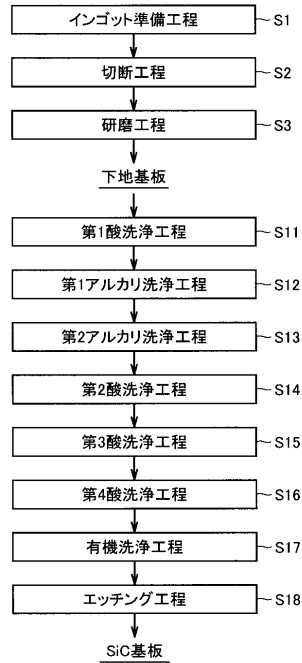 インゴット準備工程 S1
切断工程 S2
研磨工程 S3
下地基板
第1酸洗浄工程 S11
第1アルカリ洗浄工程 S12
第2アルカリ洗浄工程 S13
第2酸洗浄工程 S14
第3酸洗浄工程 S15
第4酸洗浄工程 S16
有機洗浄工程 S17
エッチング工程 S18
SiC基板